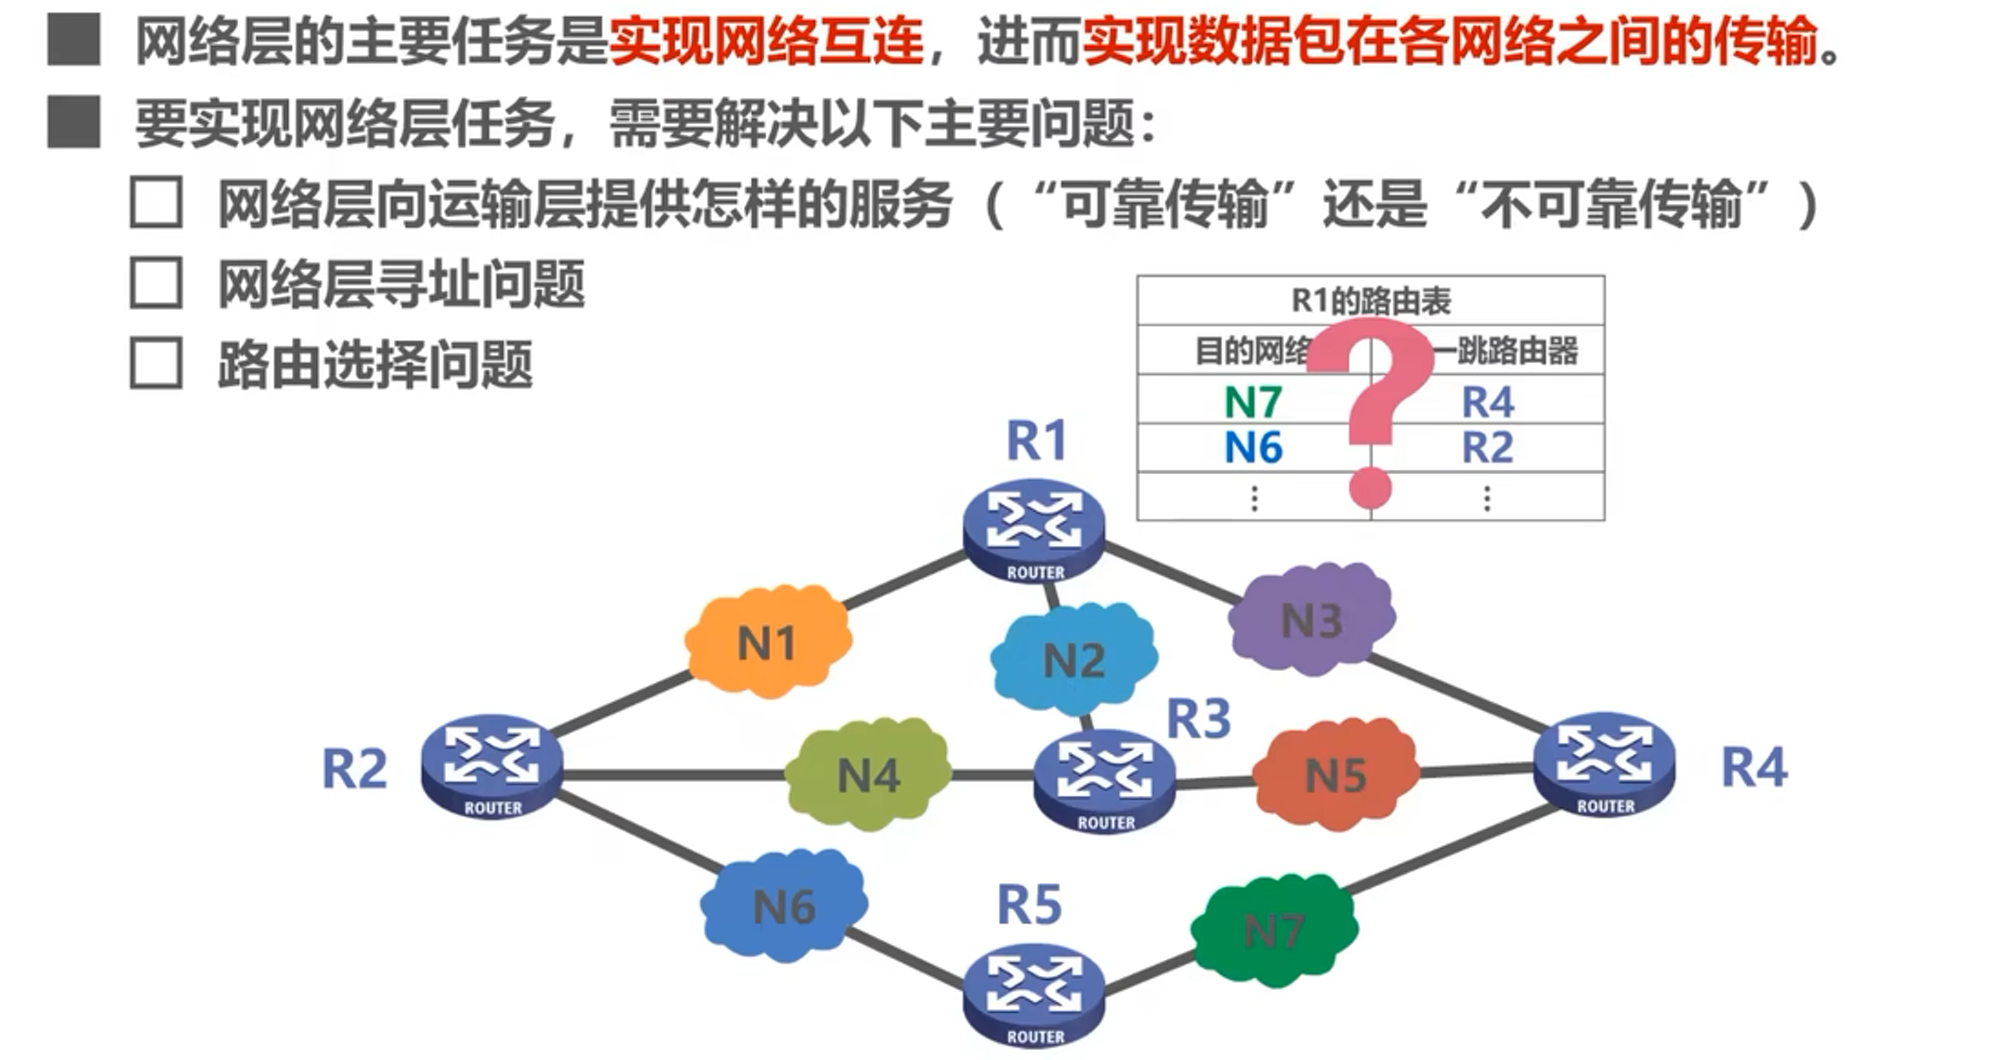 网络层的主要任务是实现网络互连，进而实现数据包在各网络之间的传输。
要实现网络层任务，需要解决以下主要问题：
网络层向运输层提供怎样的服务（“可靠传输”还是“不可靠传输”）
网络层寻址问题
路由选择问题
R1的路由表
目的网络 一跳路由器
N7 R4
N6 R2
⋮ ⋮
R1
ROUTER
N1
N2
N3
R2
ROUTER
N4
R3
ROUTER
N5
R4
ROUTER
N6
R5
ROUTER
N7